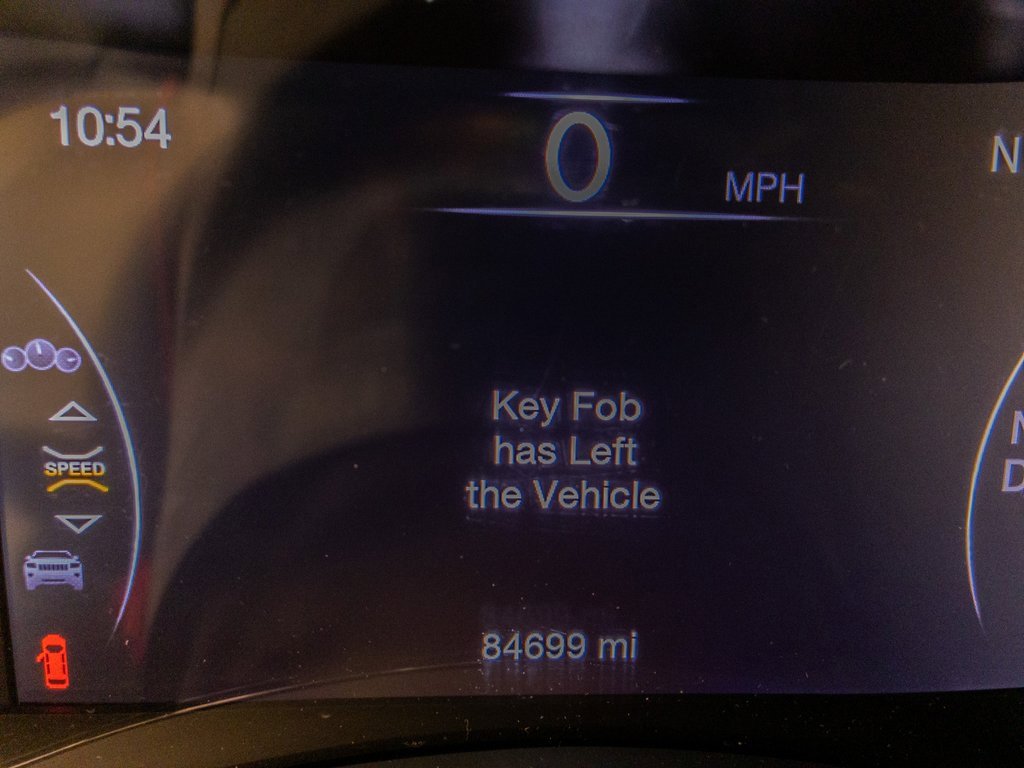 10:54
0 MPH
N
Key Fob
has Left
the Vehicle
SPEED
84699 mi